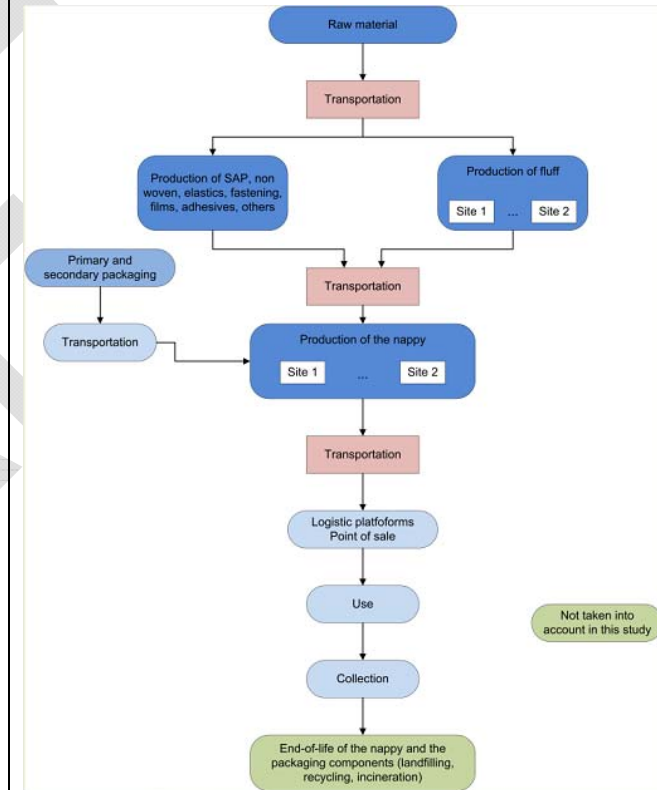 Raw material
Transportation
Production of SAP, non
woven, elastics, fastening,
films, adhesives, others
Production of fluff
Site 1 ... Site 2
Primary and
secondary packaging
Transportation
Transportation
Production of the nappy
Site 1 ... Site 2
Transportation
Logistic platfoforms
Point of sale
Use
Not taken into
account in this study
Collection
End-of-life of the nappy and the
packaging components (landfilling,
recycling, incineration)